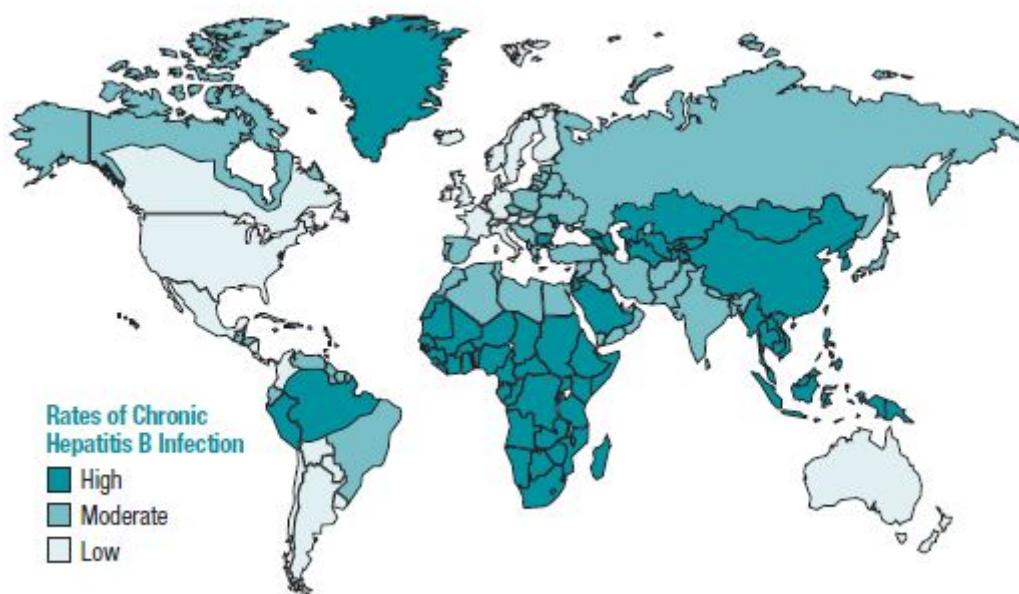 Rates of Chronic
Hepatitis B Infection
High
Moderate
Low